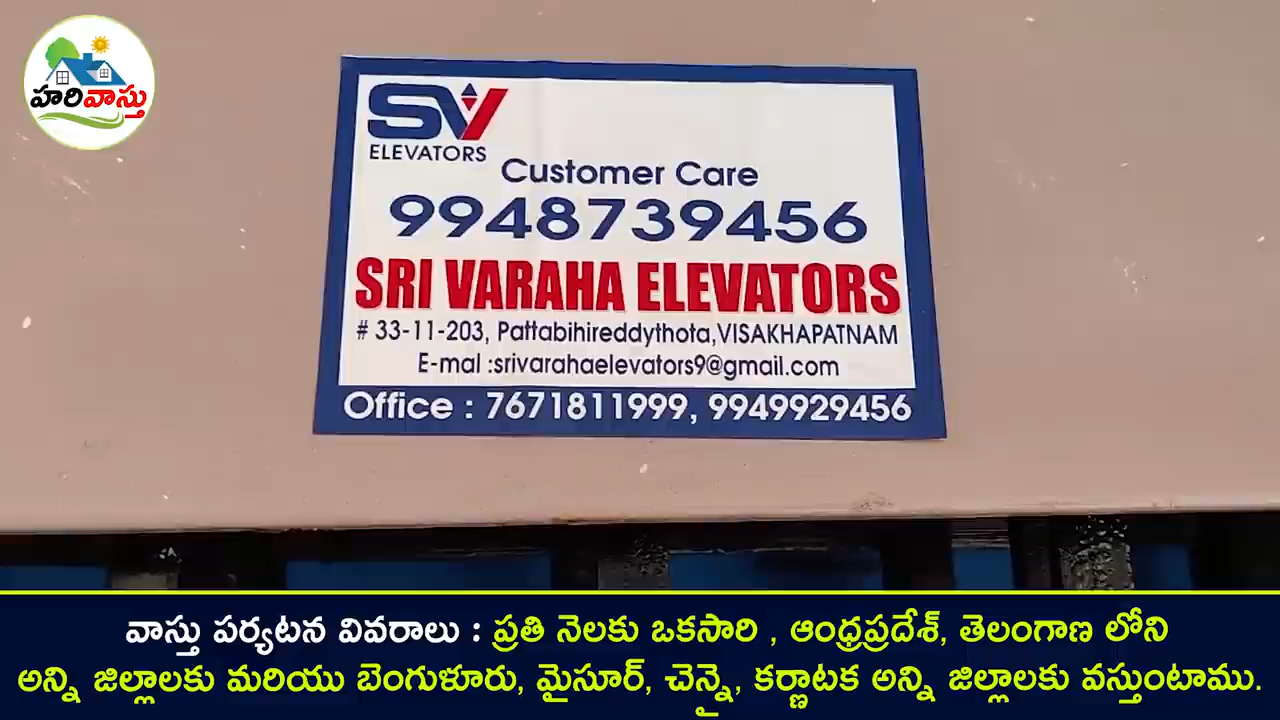 హరివాస్తు
SV
ELEVATORS
Customer Care
9948739456
SRI VARAHA ELEVATORS
# 33-11-203, Pattabihireddythota,VISAKHAPATNAM
E-mal :srivarahaelevators9@gmail.com
Office : 7671811999, 9949929456
వాస్తు పర్యటన వివరాలు : ప్రతి నెలకు ఒకసారి , ఆంధ్రప్రదేశ్, తెలంగాణ లోని
అన్ని జిల్లాలకు మరియు బెంగుళూరు, మైసూర్, చెన్నై, కర్ణాటక అన్ని జిల్లాలకు వస్తుంటాము.